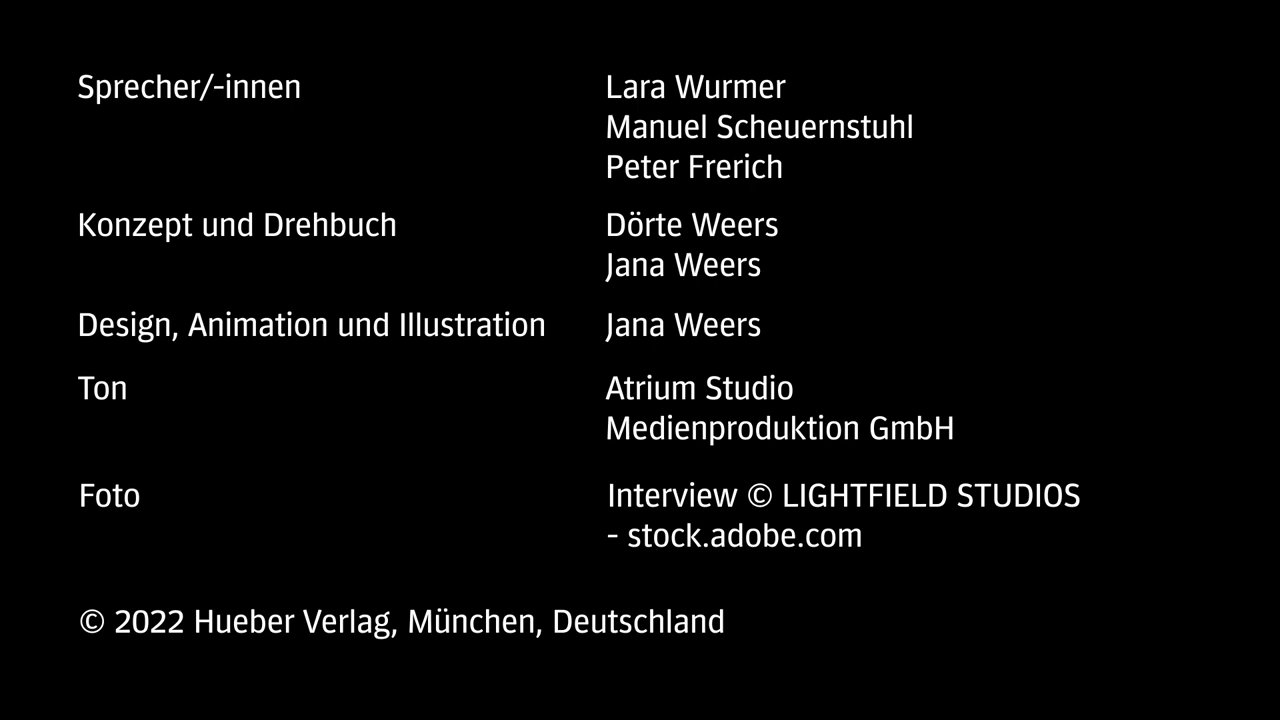 Sprecher/-innen Lara Wurmer
Manuel Scheuernstuhl
Peter Frerich
Konzept und Drehbuch Dörte Weers
Jana Weers
Design, Animation und Illustration Jana Weers
Ton Atrium Studio
Medienproduktion GmbH
Foto Interview © LIGHTFIELD STUDIOS
- stock.adobe.com
© 2022 Hueber Verlag, München, Deutschland